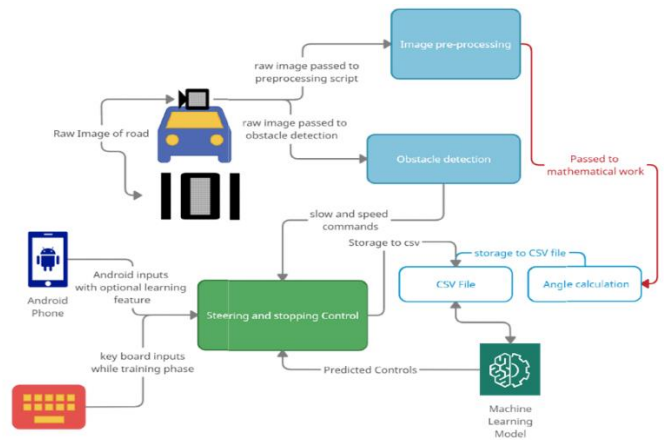 Image pre-processing
raw image passed to
preprocessing script
raw image passed to
obstacle detection
Raw Image of road
Obstacle detection
Passed to
mathematical work
slow and speed
commands
Storage to csv
storage to CSV file
Android inputs
with optional learning
feature
Android
Phone
CSV File
Angle calculation
Steering and stopping Control
key board inputs
while training phase
Predicted Controls
Machine
Learning
Model